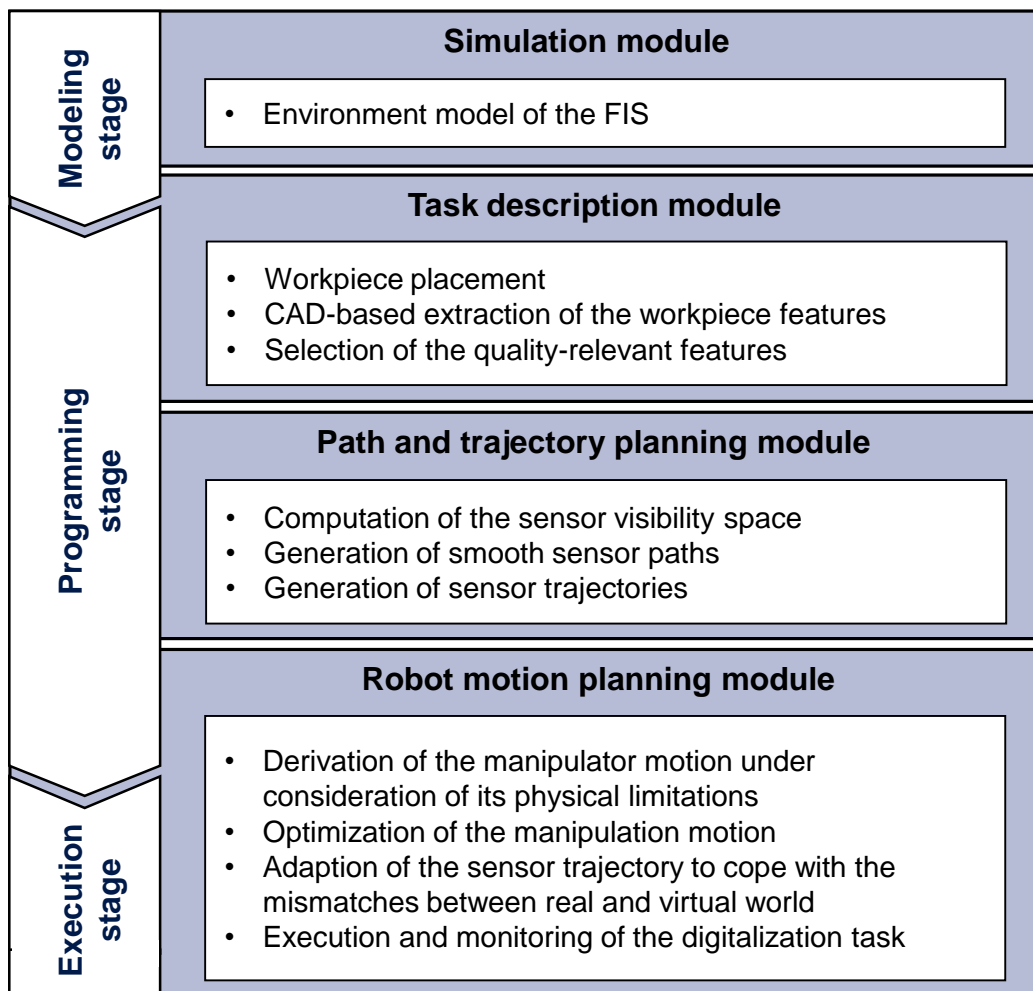 Modeling
stage
Simulation module
• Environment model of the FIS
Programming
stage
Task description module
• Workpiece placement
• CAD-based extraction of the workpiece features
• Selection of the quality-relevant features
Path and trajectory planning module
• Computation of the sensor visibility space
• Generation of smooth sensor paths
• Generation of sensor trajectories
Execution
stage
Robot motion planning module
• Derivation of the manipulator motion under
consideration of its physical limitations
• Optimization of the manipulation motion
• Adaption of the sensor trajectory to cope with the
mismatches between real and virtual world
• Execution and monitoring of the digitalization task